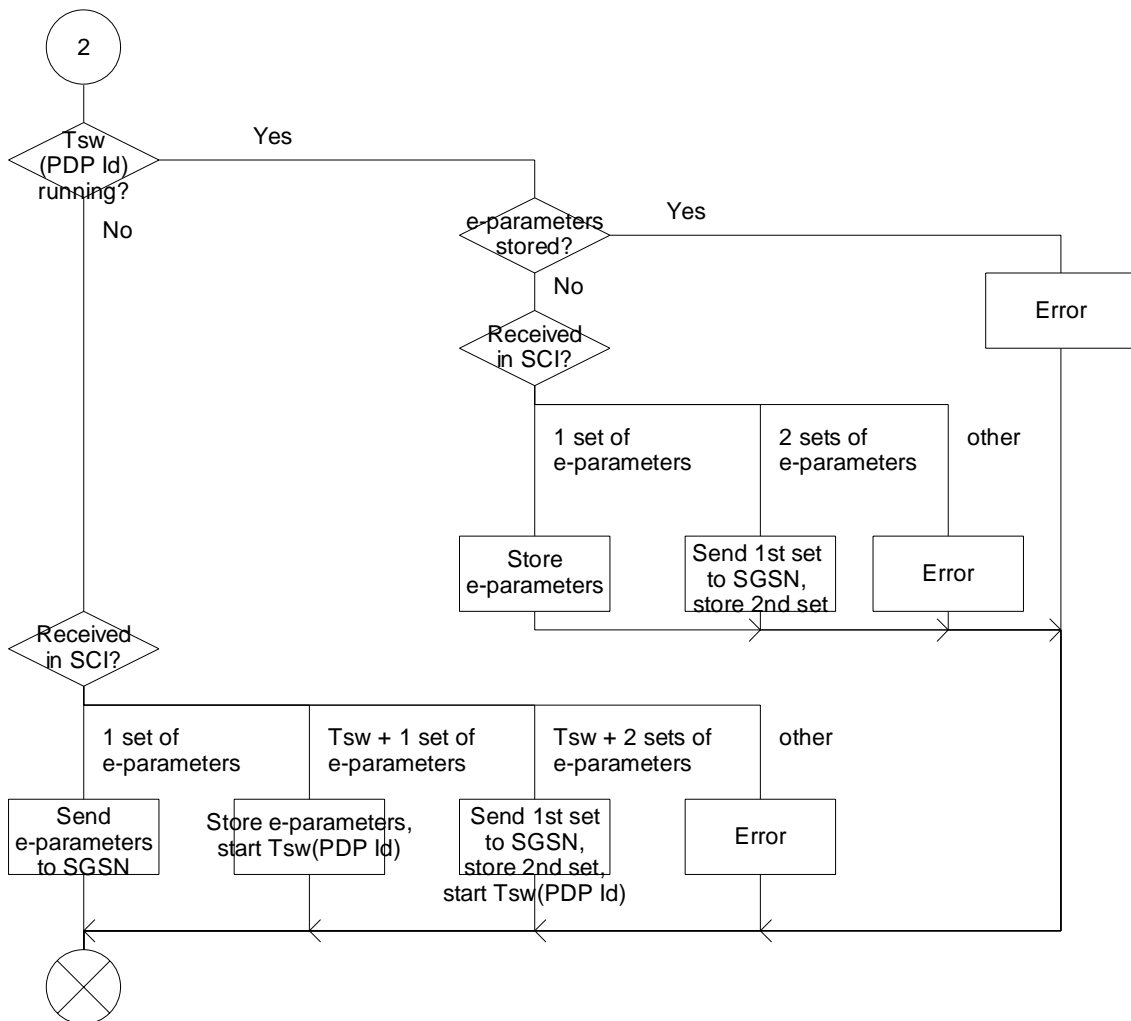 2
Tsw
(PDP Id)
running?
Yes
No
e-parameters
stored?
Yes
No
Error
Received
in SCI?
1 set of
e-parameters
2 sets of
e-parameters
other
Store
e-parameters
Send 1st set
to SGSN,
store 2nd set
Error
Received
in SCI?
1 set of
e-parameters
Tsw + 1 set of
e-parameters
Tsw + 2 sets of
e-parameters
other
Send
e-parameters
to SGSN
Store e-parameters,
start Tsw(PDP Id)
Send 1st set
to SGSN,
store 2nd set,
start Tsw(PDP Id)
Error